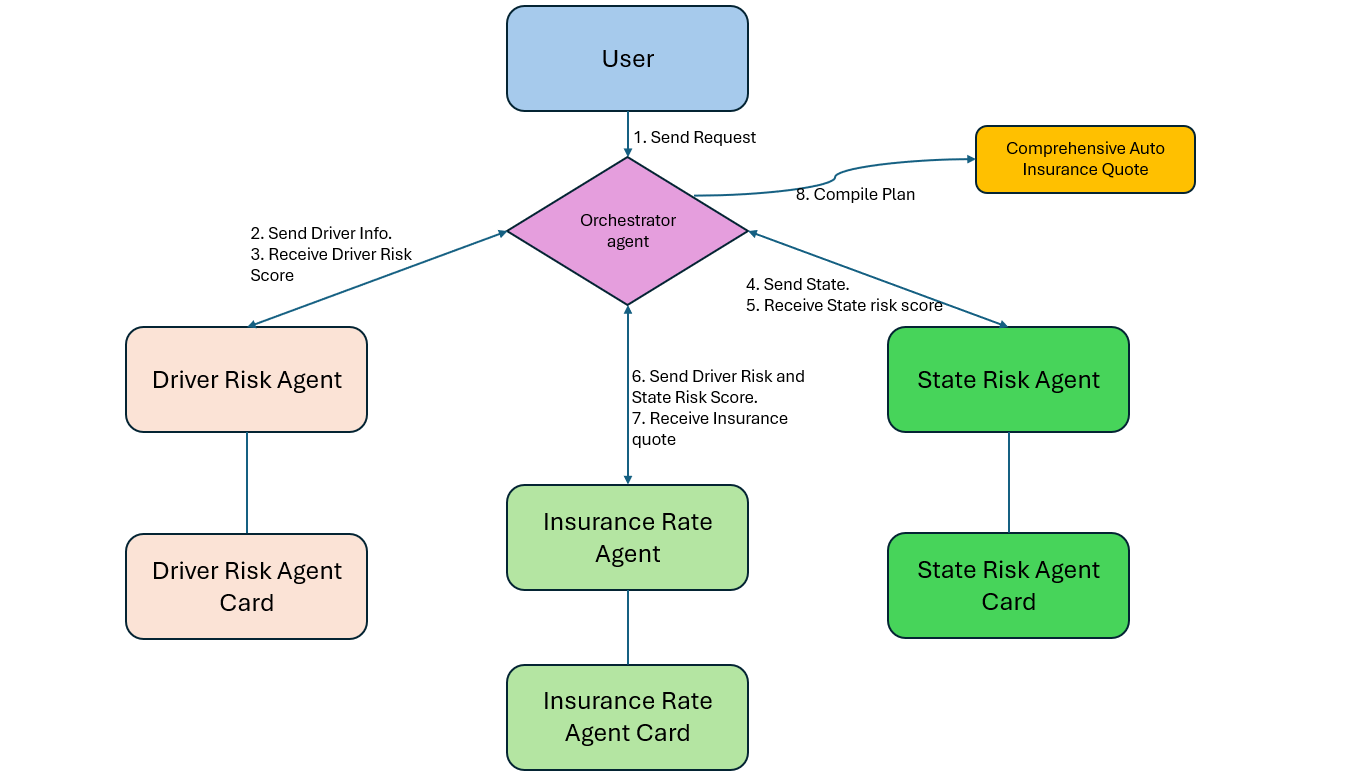 User
1. Send Request
Comprehensive Auto
Insurance Quote
8. Compile Plan
Orchestrator
agent
2. Send Driver Info.
3. Receive Driver Risk
Score
4. Send State.
5. Receive State risk score
Driver Risk Agent
6. Send Driver Risk and
State Risk Score.
7. Receive Insurance
quote
State Risk Agent
Insurance Rate
Agent
Driver Risk Agent
Card
State Risk Agent
Card
Insurance Rate
Agent Card